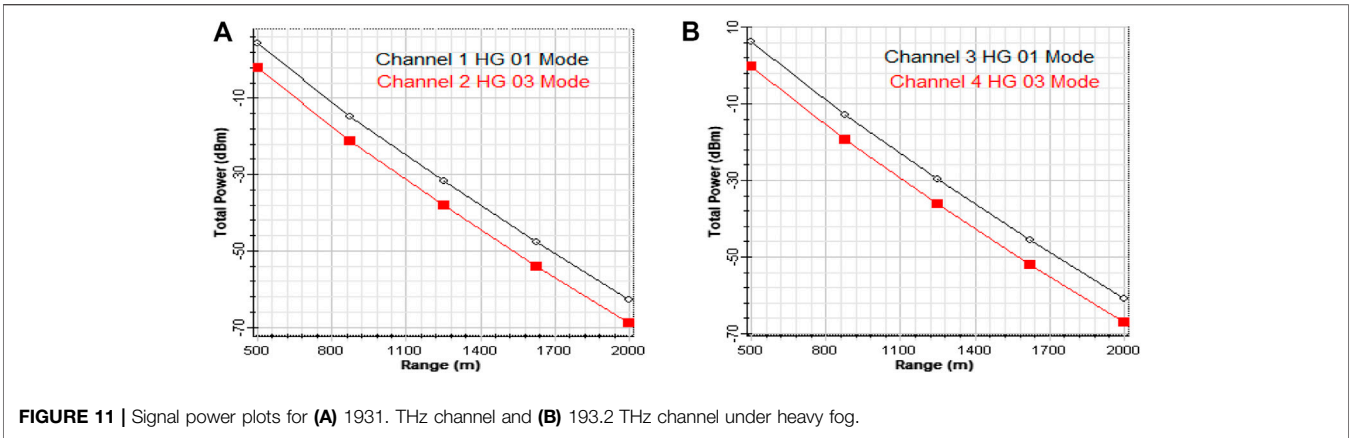 A
Channel 1 HG 01 Mode
Channel 2 HG 03 Mode
Total Power (dBm)
-10
-30
-50
-70
500 800 1100 1400 1700 2000
Range (m)
B
Channel 3 HG 01 Mode
Channel 4 HG 03 Mode
Total Power (dBm)
10
-10
-30
-50
-70
500 800 1100 1400 1700 2000
Range (m)
FIGURE 11 | Signal power plots for (A) 1931. THz channel and (B) 193.2 THz channel under heavy fog.